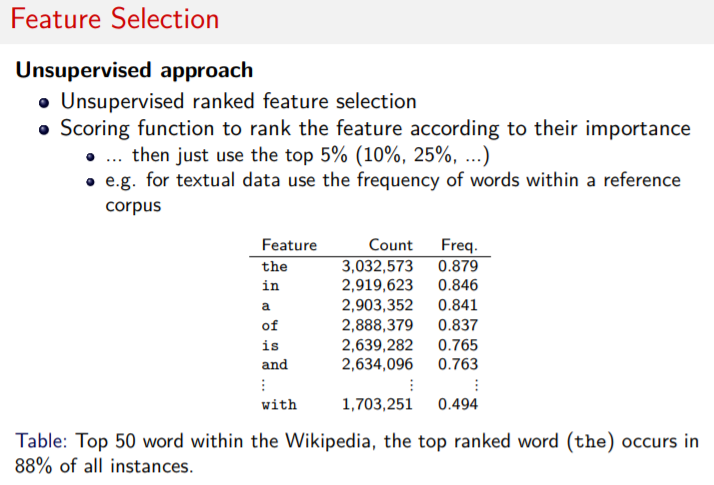 Feature Selection
Unsupervised approach
Unsupervised ranked feature selection
Scoring function to rank the feature according to their importance
... then just use the top 5% (10%, 25%, ...)
e.g. for textual data use the frequency of words within a reference
corpus
Feature Count Freq.
the 3,032,573 0.879
in 2,919,623 0.846
a 2,903,352 0.841
of 2,888,379 0.837
is 2,639,282 0.765
and 2,634,096 0.763
⋮ ⋮ ⋮
with 1,703,251 0.494
Table: Top 50 word within the Wikipedia, the top ranked word (the) occurs in
88% of all instances.